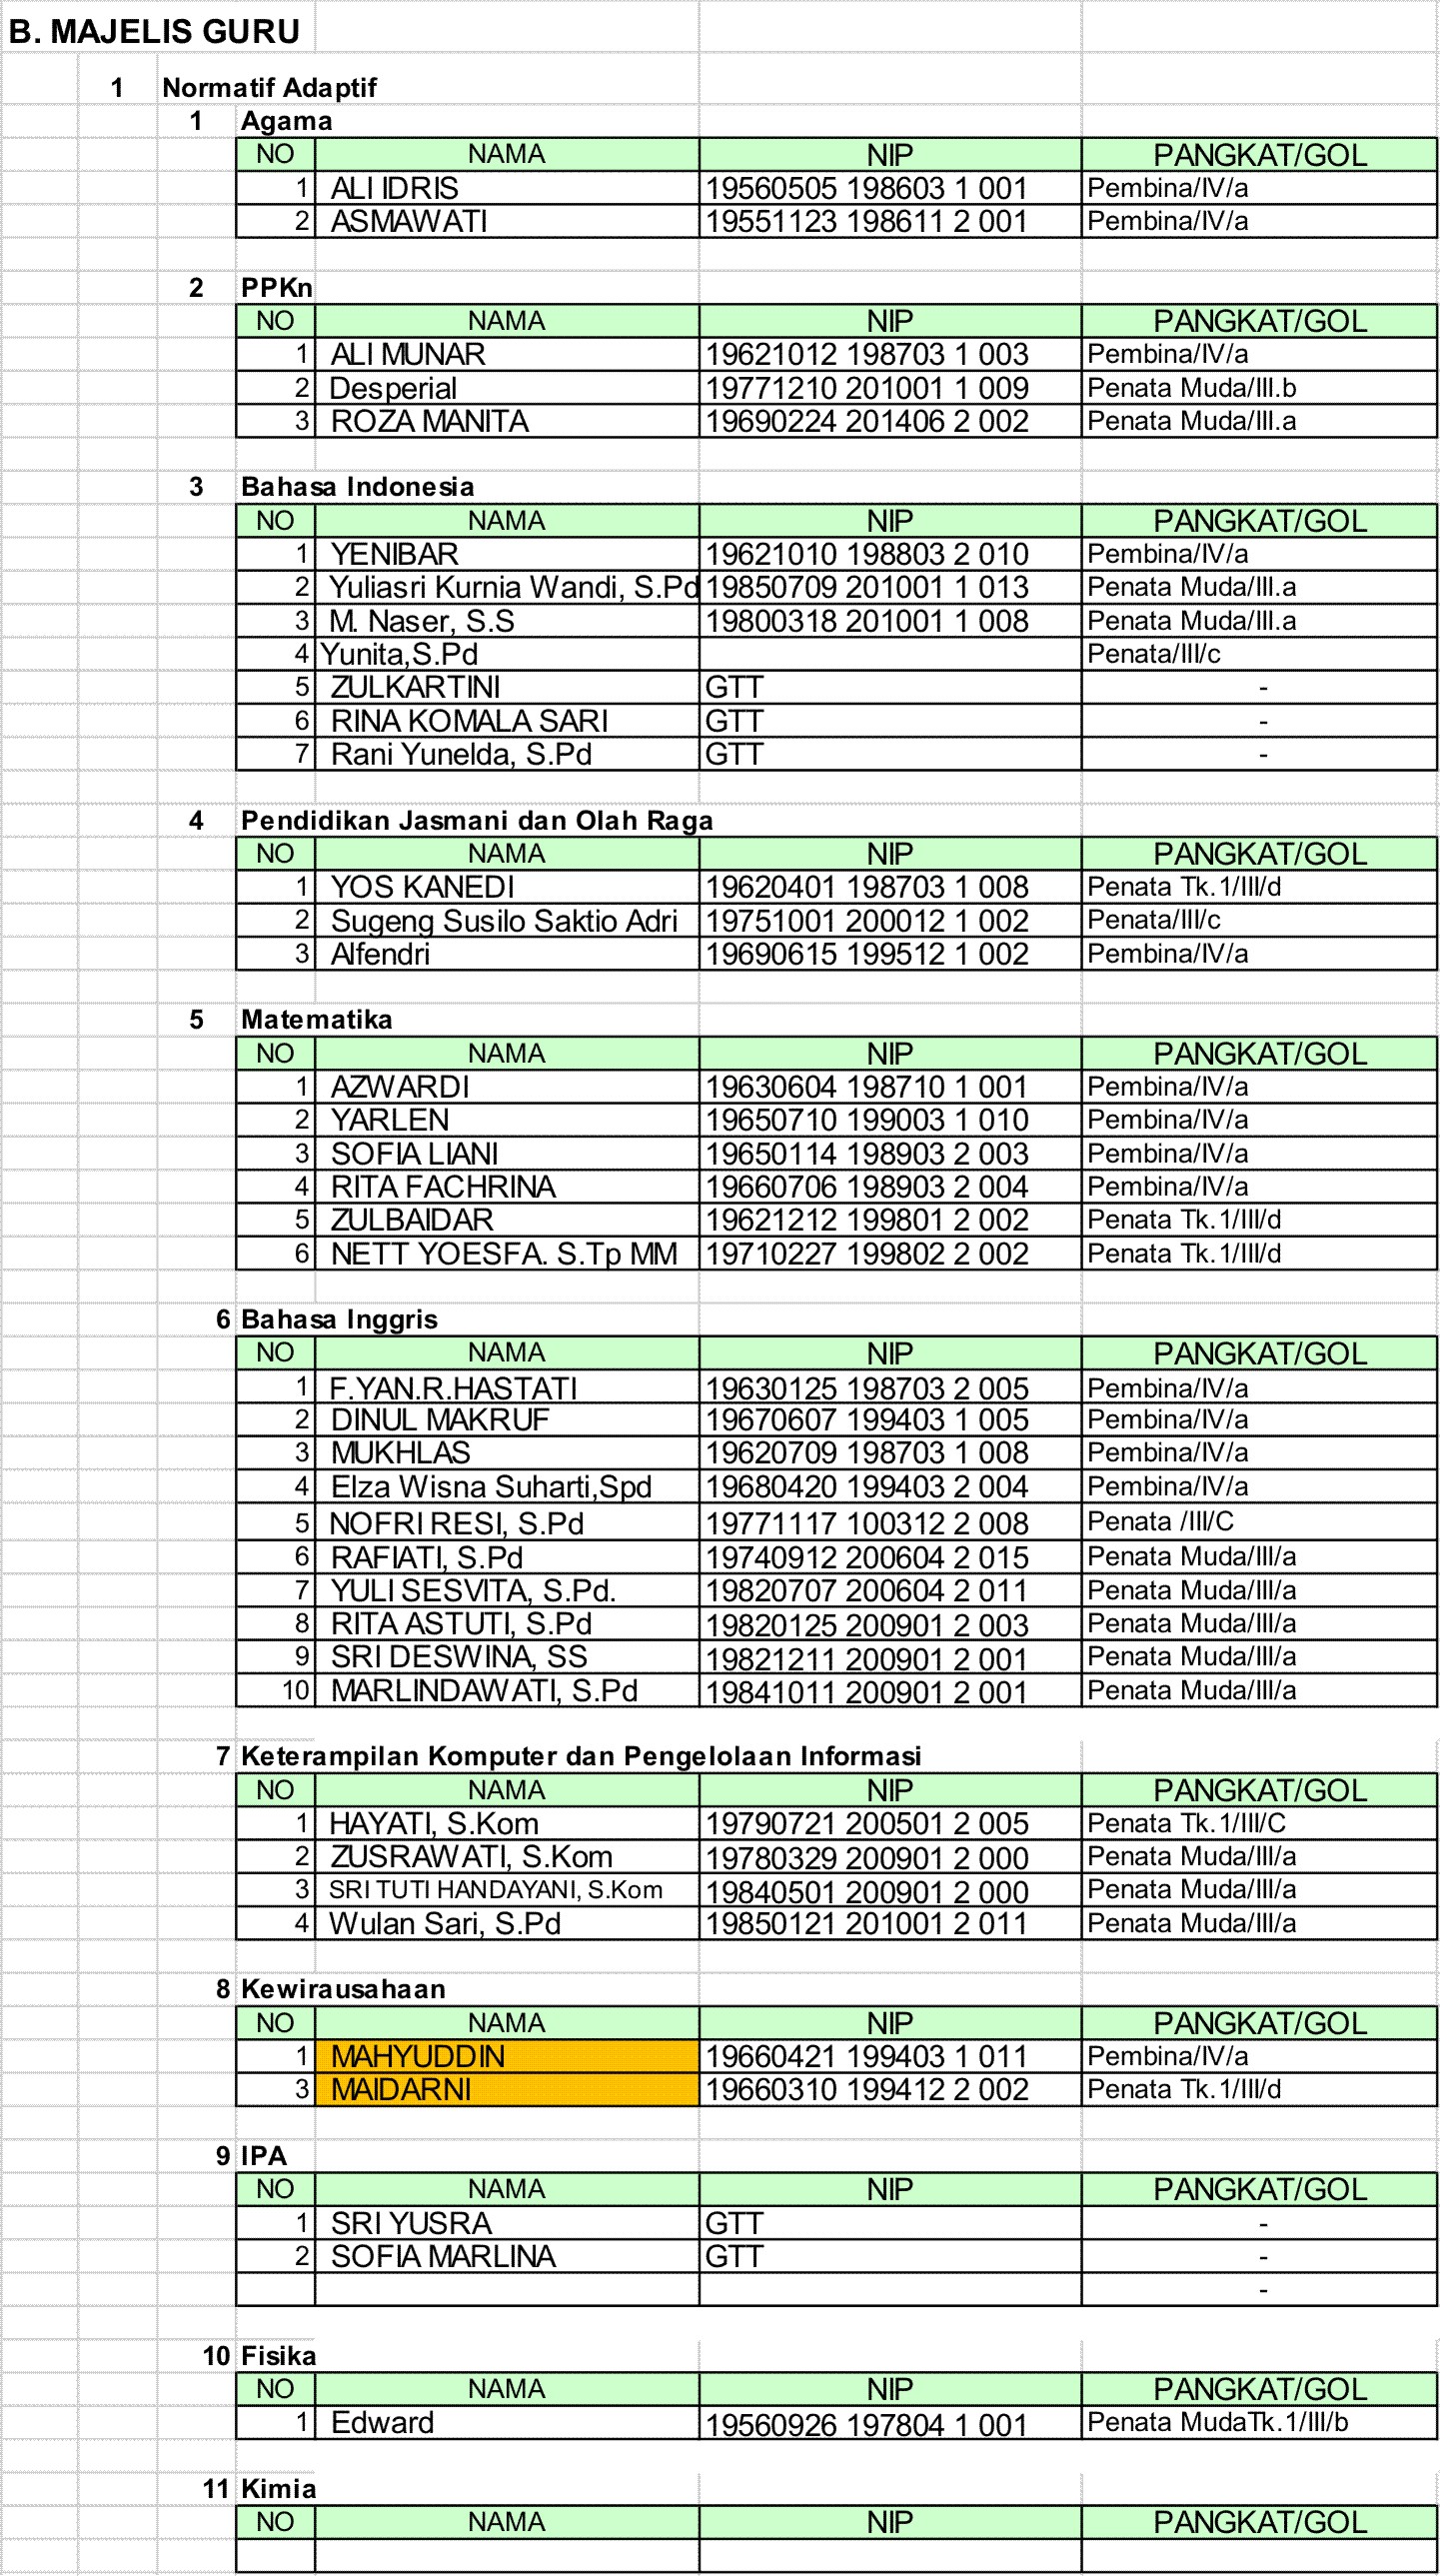 B. MAJELIS GURU
1 Normatif Adaptif
1 Agama
NO NAMA NIP PANGKAT/GOL
1 ALI IDRIS 19560505 198603 1 001 Pembina/IV/a
2 ASMAWATI 19551123 198611 2 001 Pembina/IV/a
2 PPKn
NO NAMA NIP PANGKAT/GOL
1 ALI MUNAR 19621012 198703 1 003 Pembina/IV/a
2 Desperial 19771210 201001 1 009 Penata Muda/III.b
3 ROZA MANITA 19690224 201406 2 002 Penata Muda/III.a
3 Bahasa Indonesia
NO NAMA NIP PANGKAT/GOL
1 YENIBAR 19621010 198803 2 010 Pembina/IV/a
2 Yuliasri Kurnia Wandi, S.Pd 19850709 201001 1 013 Penata Muda/III.a
3 M. Naser, S.S 19800318 201001 1 008 Penata Muda/III.a
4 Yunita,S.Pd Penata/III/c
5 ZULKARTINI GTT -
6 RINA KOMALA SARI GTT -
7 Rani Yunelda, S.Pd GTT -
4 Pendidikan Jasmani dan Olah Raga
NO NAMA NIP PANGKAT/GOL
1 YOS KANEDI 19620401 198703 1 008 Penata Tk.1/III/d
2 Sugeng Susilo Saktio Adri 19751001 200012 1 002 Penata/III/c
3 Alfendri 19690615 199512 1 002 Pembina/IV/a
5 Matematika
NO NAMA NIP PANGKAT/GOL
1 AZWARDI 19630604 198710 1 001 Pembina/IV/a
2 YARLEN 19650710 199003 1 010 Pembina/IV/a
3 SOFIA LIANI 19650114 198903 2 003 Pembina/IV/a
4 RITA FACHRINA 19660706 198903 2 004 Pembina/IV/a
5 ZULBAIDAR 19621212 199801 2 002 Penata Tk.1/III/d
6 NETT YOESFA. S.Tp MM 19710227 199802 2 002 Penata Tk.1/III/d
6 Bahasa Inggris
NO NAMA NIP PANGKAT/GOL
1 F.YAN.R.HASTATI 19630125 198703 2 005 Pembina/IV/a
2 DINUL MAKRUF 19670607 199403 1 005 Pembina/IV/a
3 MUKHLAS 19620709 198703 1 008 Pembina/IV/a
4 Elza Wisna Suharti,Spd 19680420 199403 2 004 Pembina/IV/a
5 NOFRI RESI, S.Pd 19771117 100312 2 008 Penata /III/C
6 RAFIATI, S.Pd 19740912 200604 2 015 Penata Muda/III/a
7 YULI SESVITA, S.Pd. 19820707 200604 2 011 Penata Muda/III/a
8 RITA ASTUTI, S.Pd 19820125 200901 2 003 Penata Muda/III/a
9 SRI DESWINA, SS 19821211 200901 2 001 Penata Muda/III/a
10 MARLINDAWATI, S.Pd 19841011 200901 2 001 Penata Muda/III/a
7 Keterampilan Komputer dan Pengelolaan Informasi
NO NAMA NIP PANGKAT/GOL
1 HAYATI, S.Kom 19790721 200501 2 005 Penata Tk.1/III/C
2 ZUSRAWATI, S.Kom 19780329 200901 2 000 Penata Muda/III/a
3 SRI TUTI HANDAYANI, S.Kom 19840501 200901 2 000 Penata Muda/III/a
4 Wulan Sari, S.Pd 19850121 201001 2 011 Penata Muda/III/a
8 Kewirausahaan
NO NAMA NIP PANGKAT/GOL
1 MAHYUDDIN 19660421 199403 1 011 Pembina/IV/a
3 MAIDARNI 19660310 199412 2 002 Penata Tk.1/III/d
9 IPA
NO NAMA NIP PANGKAT/GOL
1 SRI YUSRA GTT -
2 SOFIA MARLINA GTT -
-
10 Fisika
NO NAMA NIP PANGKAT/GOL
1 Edward 19560926 197804 1 001 Penata MudaTk.1/III/b
11 Kimia
NO NAMA NIP PANGKAT/GOL